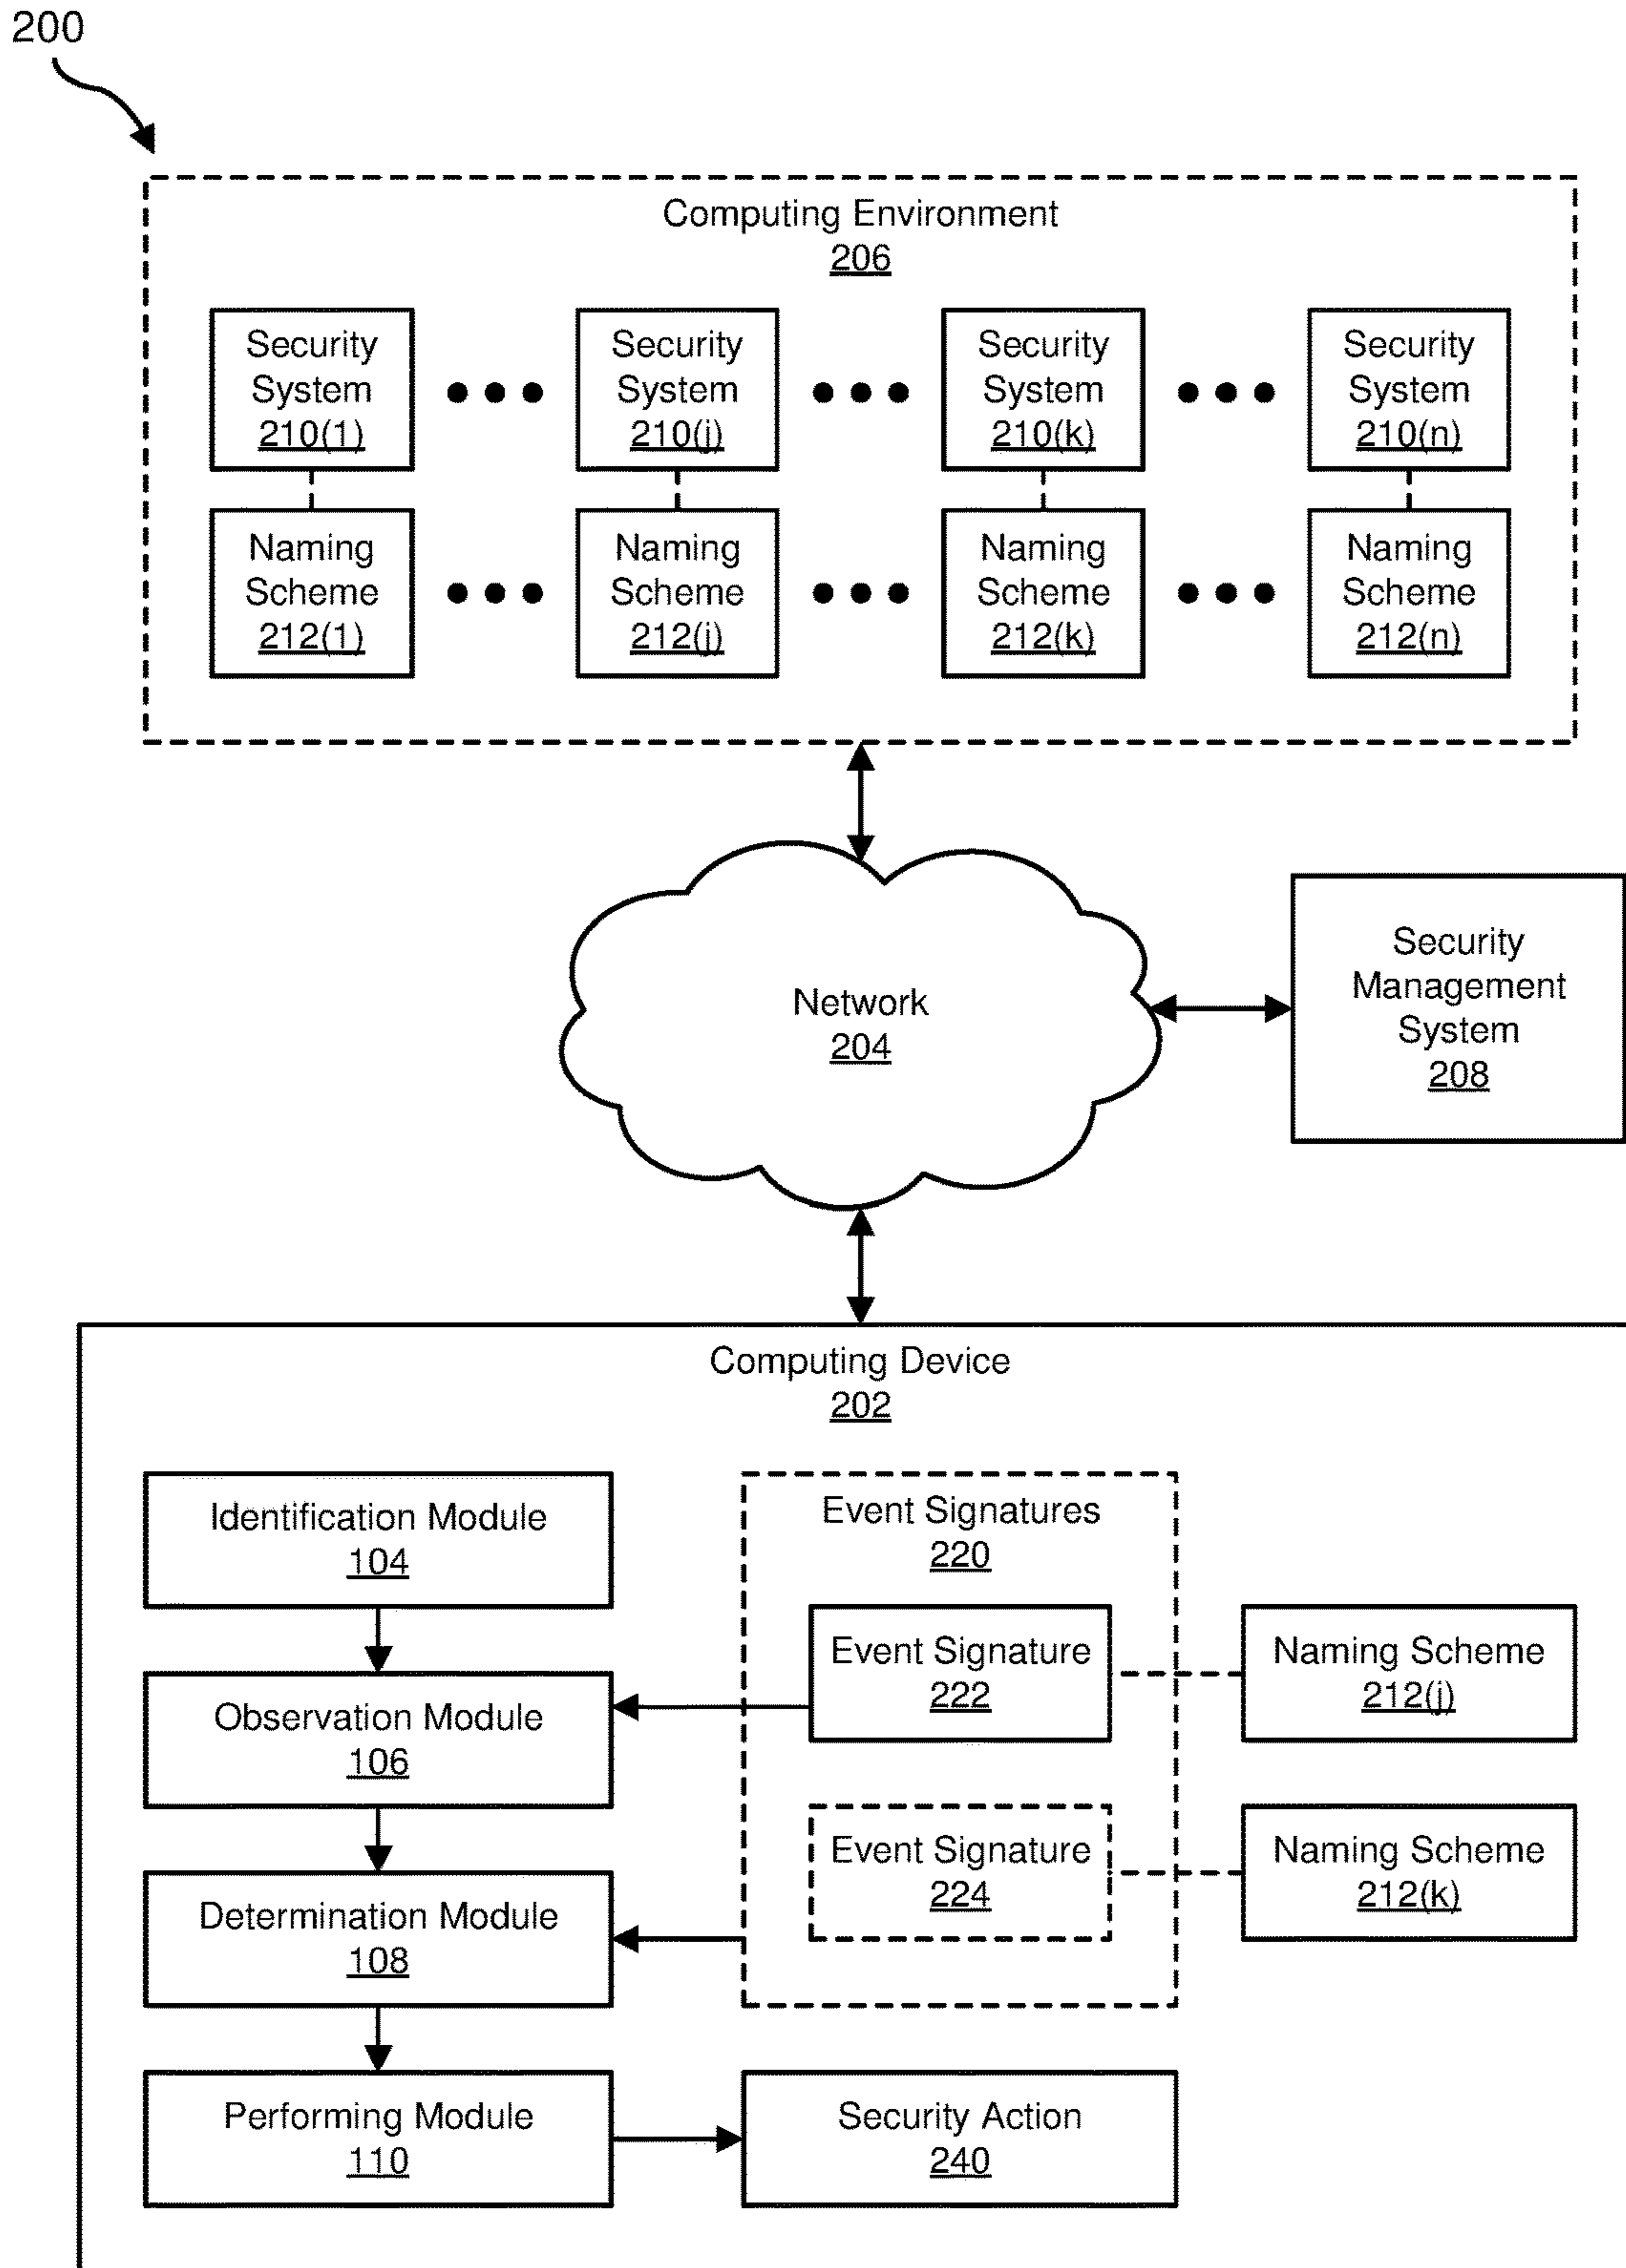 200
Computing Environment
206
Security
System
210(1)
Security
System
210(j)
Security
System
210(k)
Security
System
210(n)
Naming
Scheme
212(1)
Naming
Scheme
212(j)
Naming
Scheme
212(k)
Naming
Scheme
212(n)
Network
204
Security
Management
System
208
Computing Device
202
Identification Module
104
Observation Module
106
Determination Module
108
Performing Module
110
Event Signatures
220
Event Signature
222
Event Signature
224
Naming Scheme
212(j)
Naming Scheme
212(k)
Security Action
240